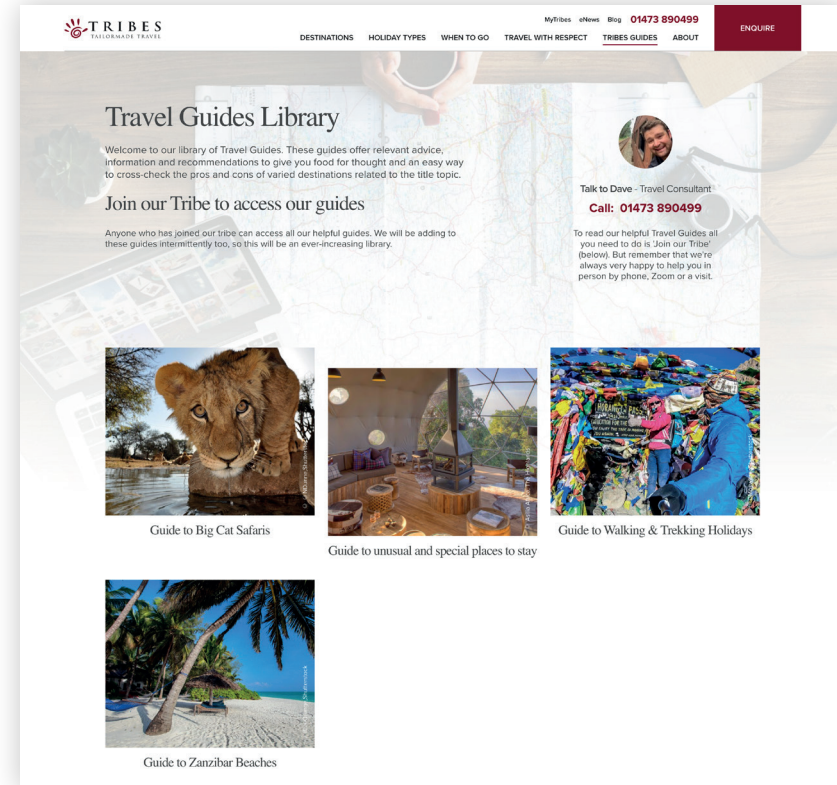 TRIBES
TAILORMADE TRAVEL
MyTribes eNews Blog 01473 890499
DESTINATIONS HOLIDAY TYPES WHEN TO GO TRAVEL WITH RESPECT TRIBES GUIDES ABOUT
ENQUIRE
Travel Guides Library
Welcome to our library of Travel Guides. These guides offer relevant advice,
information and recommendations to give you food for thought and an easy way
to cross-check the pros and cons of varied destinations related to the title topic.
Join our Tribe to access our guides
Anyone who has joined our tribe can access all our helpful guides. We will be adding to
these guides intermittently too, so this will be an ever-increasing library.
Talk to Dave - Travel Consultant
Call: 01473 890499
To read our helpful Travel Guides all
you need to do is 'Join our Tribe'
(below). But remember that we're
always very happy to help you in
person by phone, Zoom or a visit.
Guide to Big Cat Safaris
Guide to unusual and special places to stay
Guide to Walking & Trekking Holidays
Guide to Zanzibar Beaches